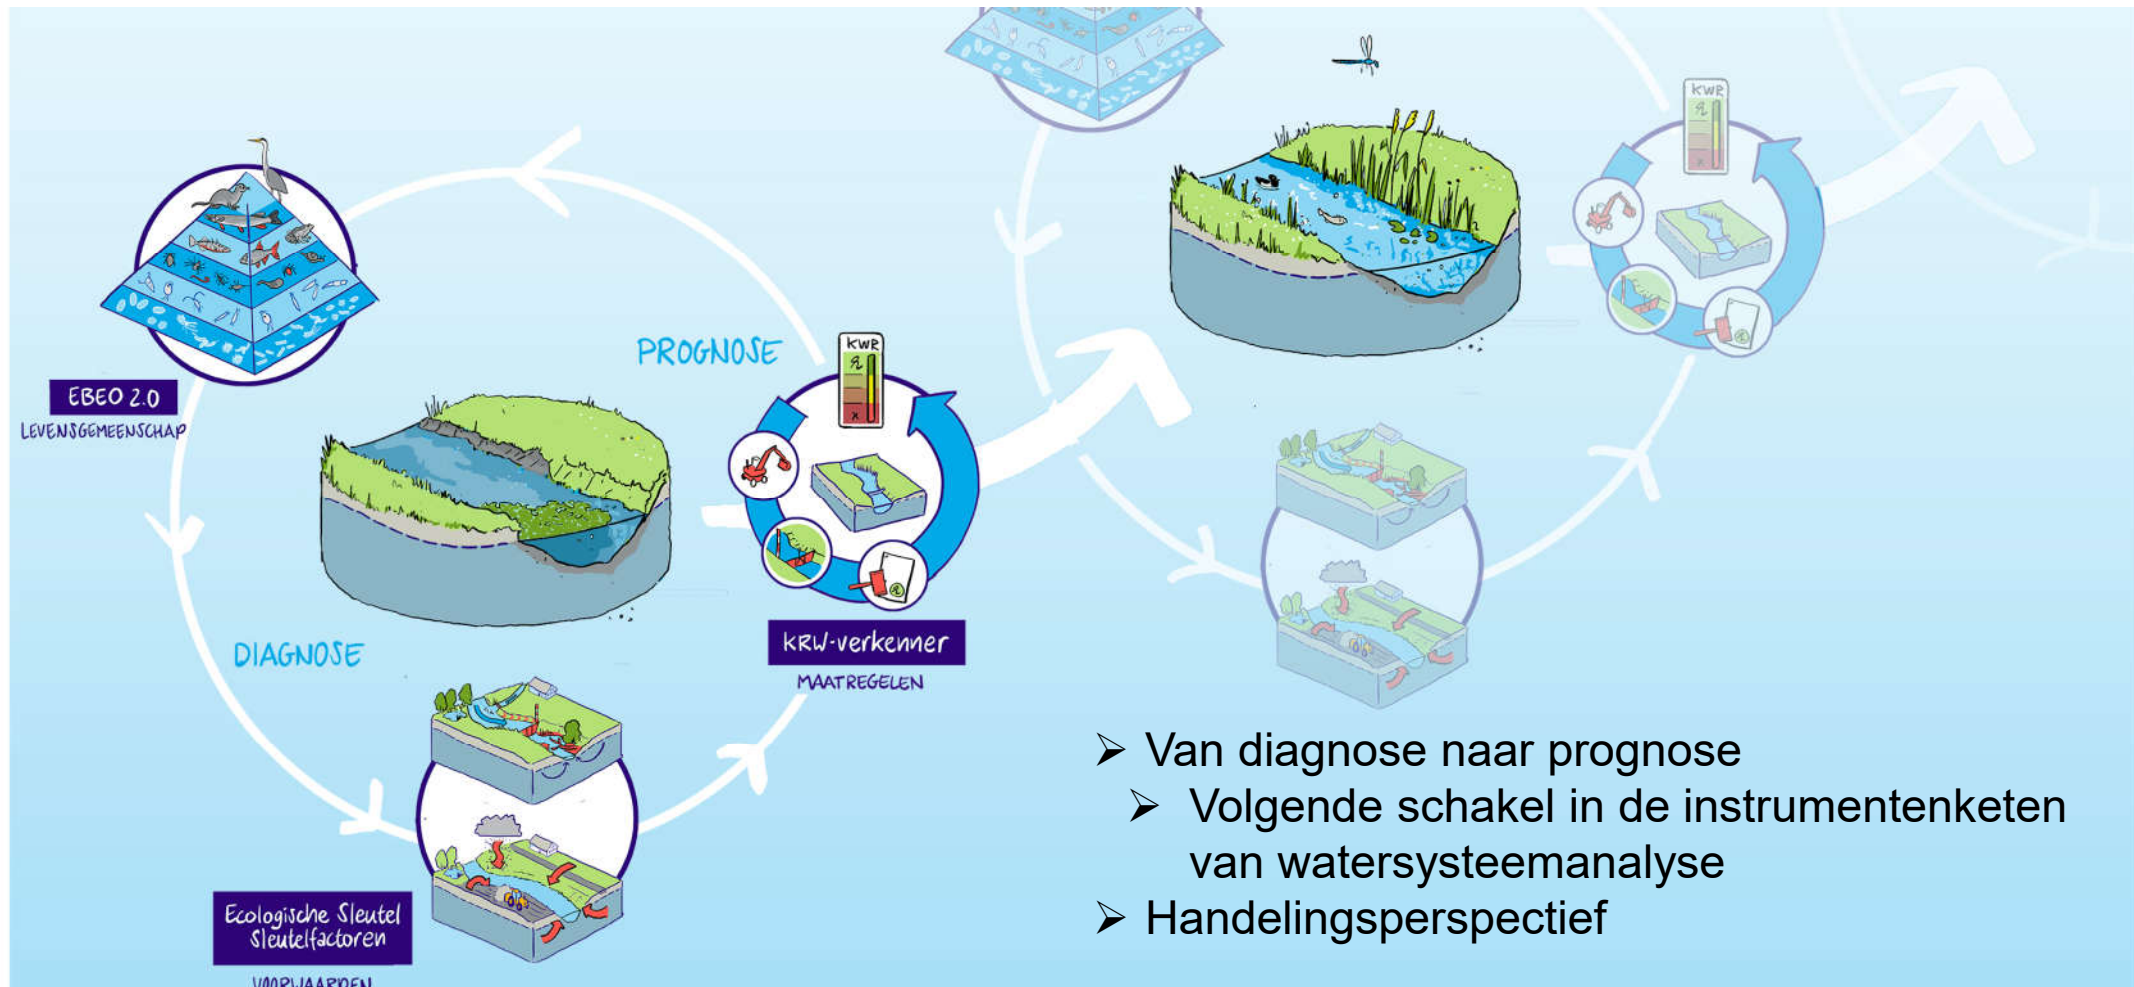 KWR
KWR
PROGNOSE
EBEO 2.0
LEVENSGEMEENSCHAP
DIAGNOSE
KRW-verkenner
MAATREGELEN
Ecologische Sleutel
Sleutelfactoren
VOORWAARDEN
➤ Van diagnose naar prognose
➤ Volgende schakel in de instrumentenketen
van watersysteemanalyse
➤ Handelingsperspectief